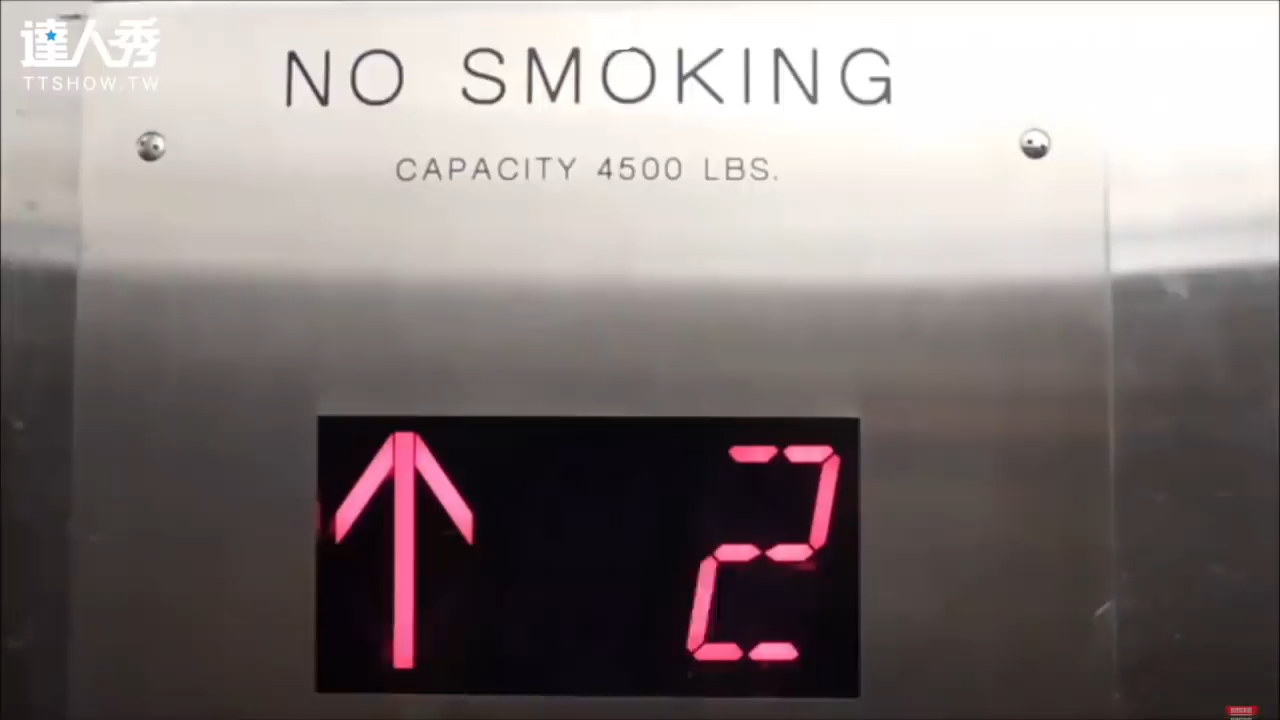 達人秀
TTSHOW.TW
NO SMOKING
CAPACITY 4500 LBS.
↑ 2